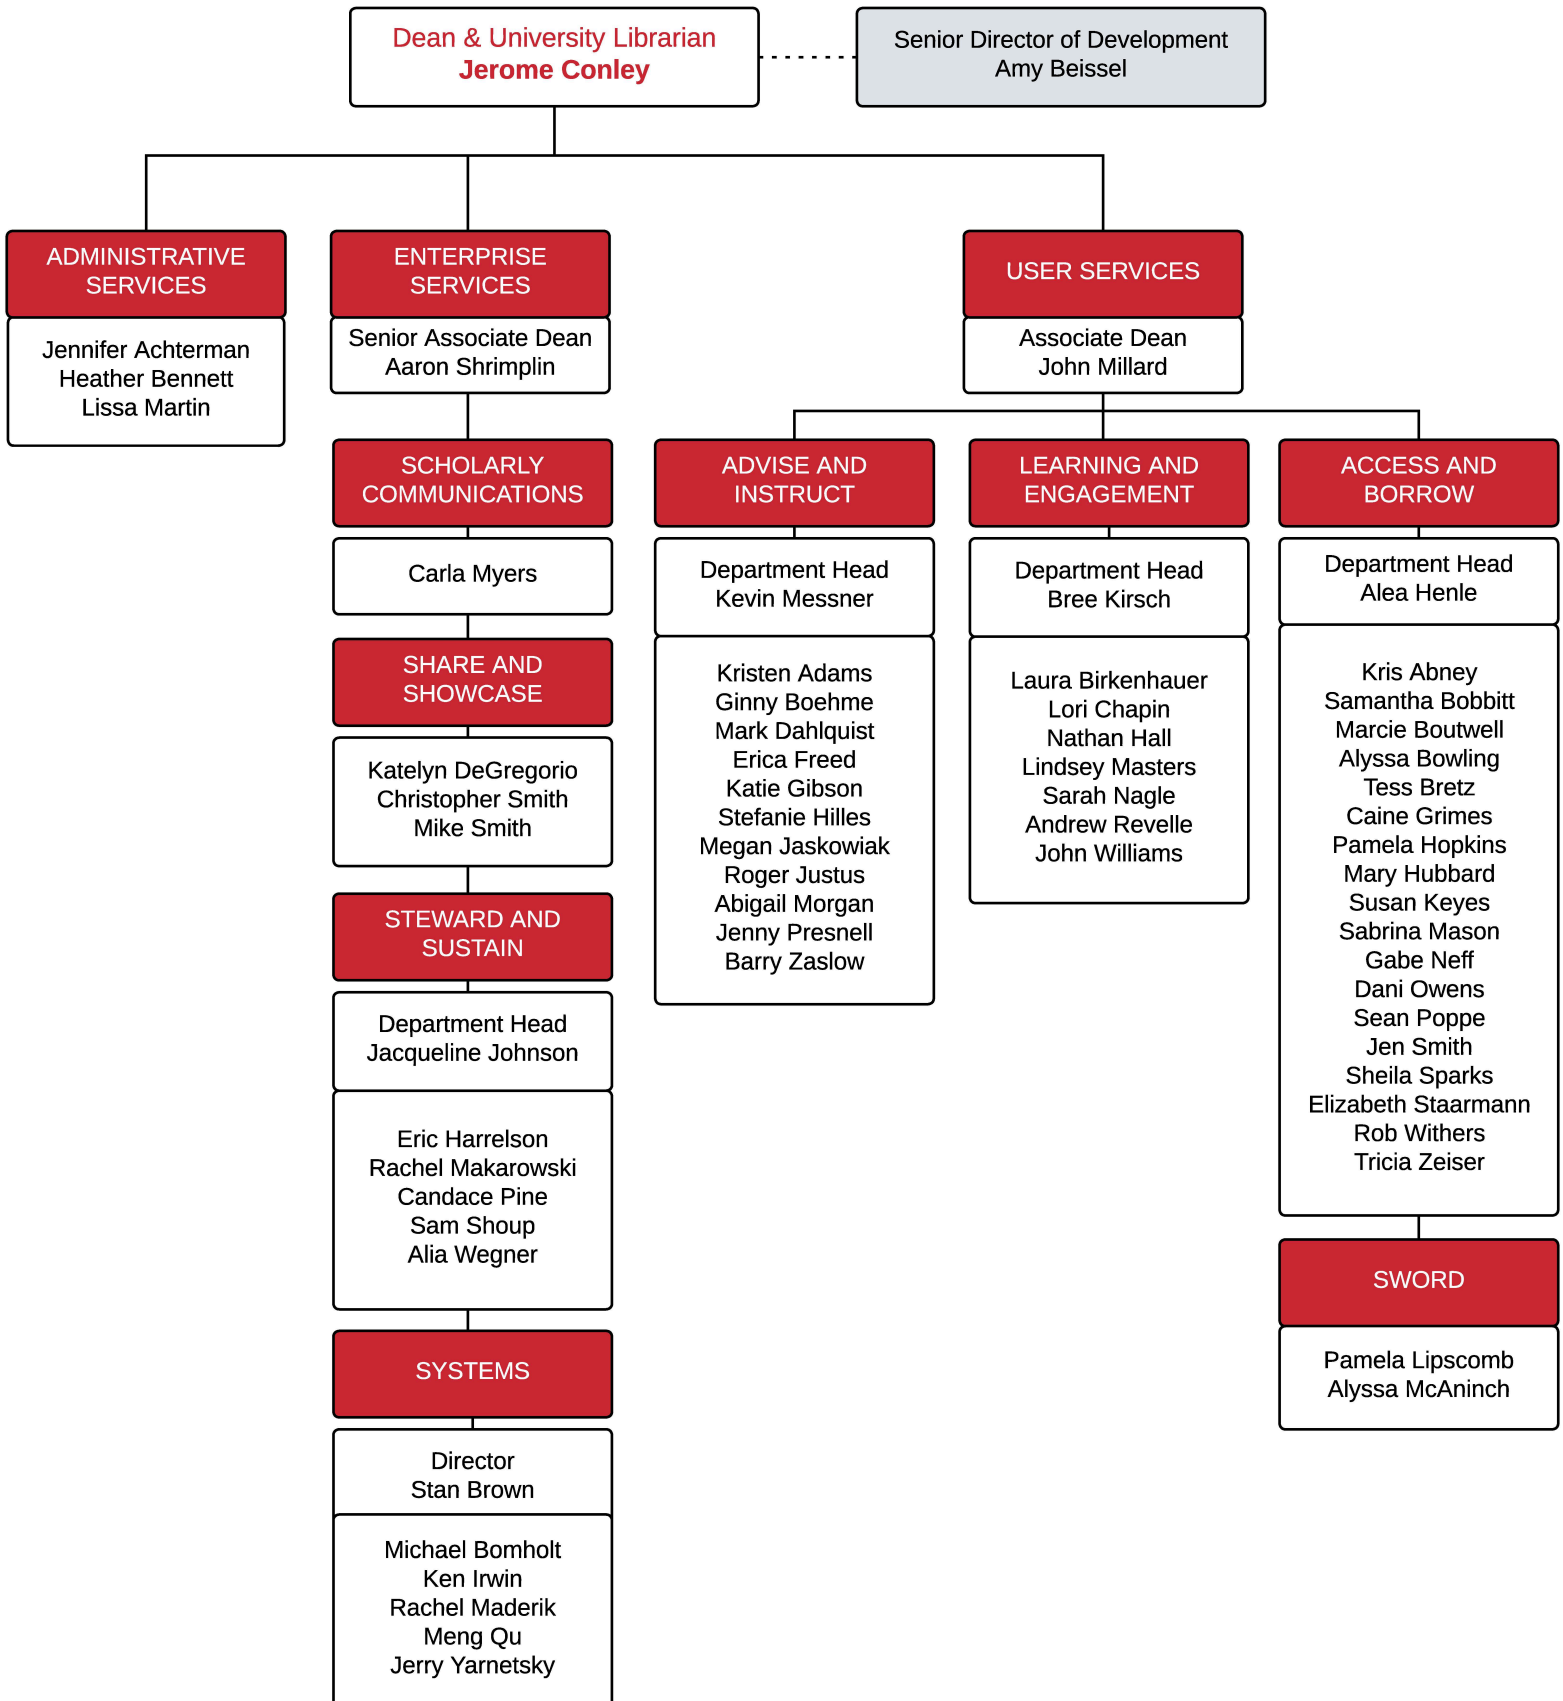 Dean & University Librarian
Jerome Conley
Senior Director of Development
Amy Beissel
ADMINISTRATIVE
SERVICES
Jennifer Achterman
Heather Bennett
Lissa Martin
ENTERPRISE
SERVICES
Senior Associate Dean
Aaron Shrimplin
SCHOLARLY
COMMUNICATIONS
Carla Myers
SHARE AND
SHOWCASE
Katelyn DeGregorio
Christopher Smith
Mike Smith
STEWARD AND
SUSTAIN
Department Head
Jacqueline Johnson
Eric Harrelson
Rachel Makarowski
Candace Pine
Sam Shoup
Alia Wegner
SYSTEMS
Director
Stan Brown
Michael Bomholt
Ken Irwin
Rachel Maderik
Meng Qu
Jerry Yarnetsky
USER SERVICES
Associate Dean
John Millard
ADVISE AND
INSTRUCT
Department Head
Kevin Messner
Kristen Adams
Ginny Boehme
Mark Dahlquist
Erica Freed
Katie Gibson
Stefanie Hilles
Megan Jaskowiak
Roger Justus
Abigail Morgan
Jenny Presnell
Barry Zaslow
LEARNING AND
ENGAGEMENT
Department Head
Bree Kirsch
Laura Birkenhauer
Lori Chapin
Nathan Hall
Lindsey Masters
Sarah Nagle
Andrew Revelle
John Williams
ACCESS AND
BORROW
Department Head
Alea Henle
Kris Abney
Samantha Bobbitt
Marcie Boutwell
Alyssa Bowling
Tess Bretz
Caine Grimes
Pamela Hopkins
Mary Hubbard
Susan Keyes
Sabrina Mason
Gabe Neff
Dani Owens
Sean Poppe
Jen Smith
Sheila Sparks
Elizabeth Staarmann
Rob Withers
Tricia Zeiser
SWORD
Pamela Lipscomb
Alyssa McAninch